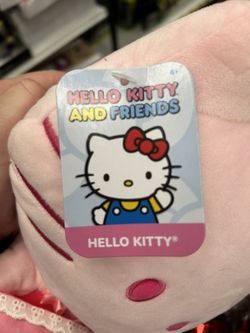 HELLO KITTY
AND FRIENDS
HELLO KITTY®